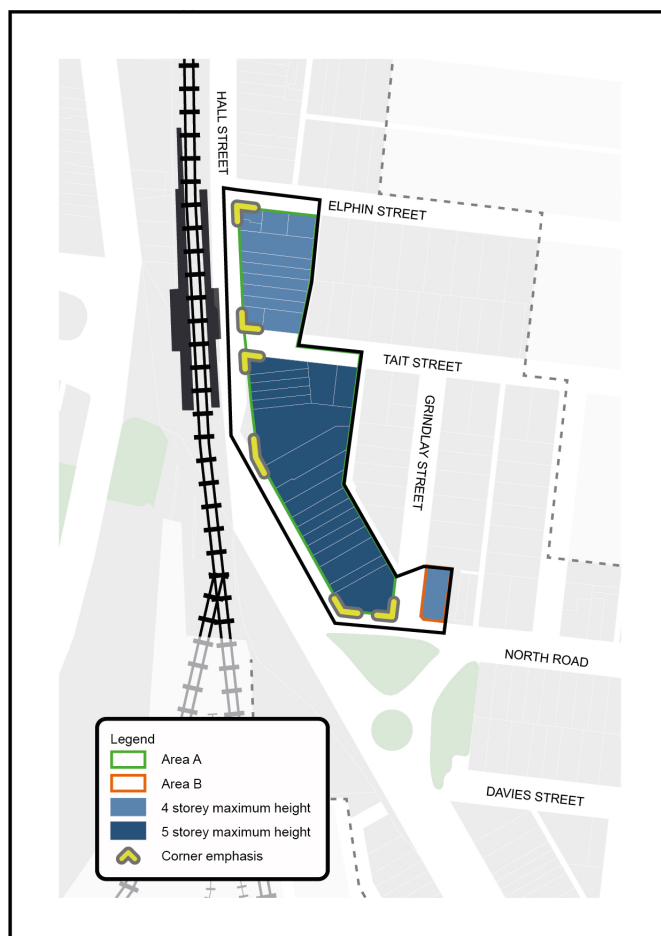 HALL STREET
ELPHIN STREET
TAIT STREET
GRINDLAY STREET
NORTH ROAD
DAVIES STREET
Legend
Area A
Area B
4 storey maximum height
5 storey maximum height
Corner emphasis